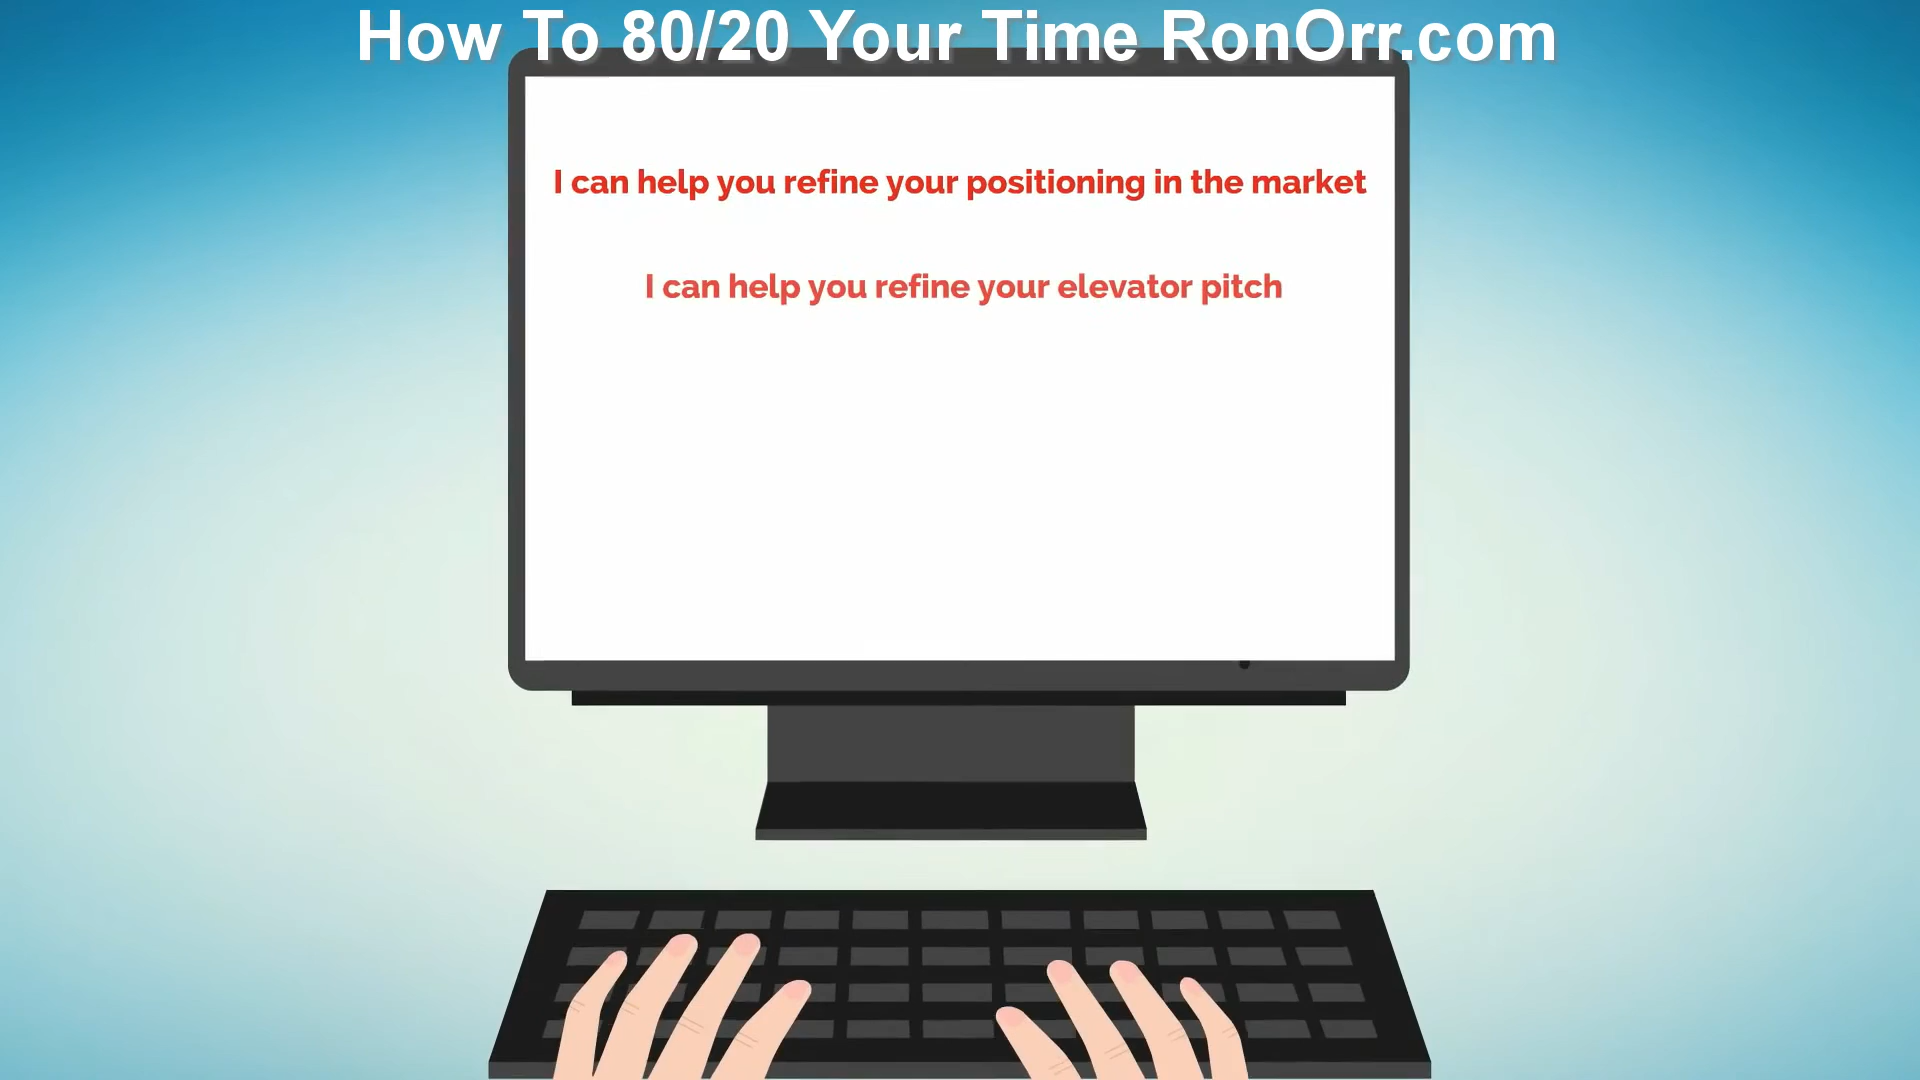 How To 80/20 Your Time RonOrr.com
I can help you refine your positioning in the market
I can help you refine your elevator pitch